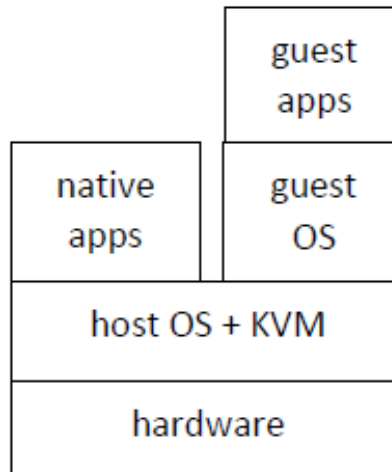 guest
apps
native
apps
guest
OS
host OS + KVM
hardware